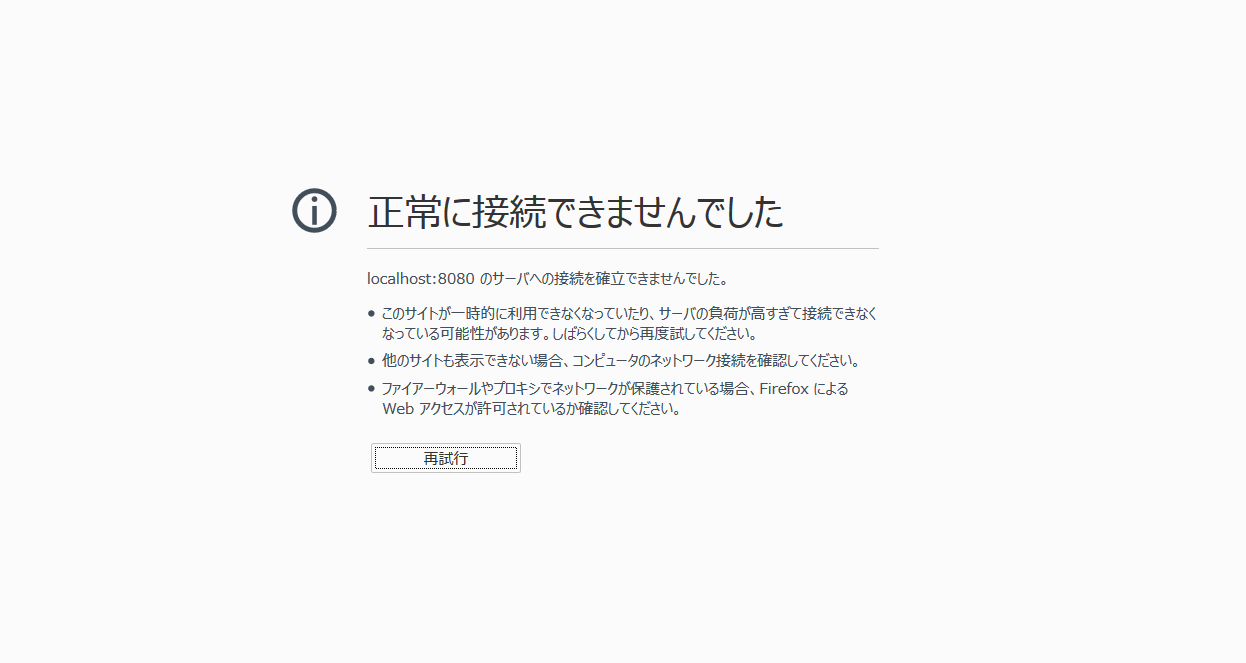 正常に接続できませんでした
localhost:8080 のサーバへの接続を確立できませんでした。
● このサイトが一時的に利用できなくなっていたり、サーバの負荷が高すぎて接続できなく
なっている可能性があります。しばらくしてから再度試してください。
● 他のサイトも表示できない場合、コンピュータのネットワーク接続を確認してください。
● ファイアーウォールやプロキシでネットワークが保護されている場合、Firefox による
Web アクセスが許可されているか確認してください。
再試行